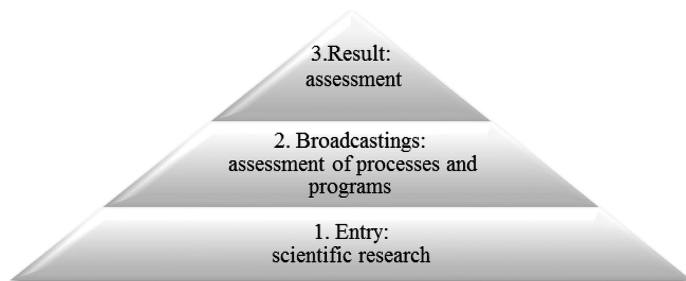 3.Result:
assessment
2. Broadcastings:
assessment of processes and
programs
1. Entry:
scientific research